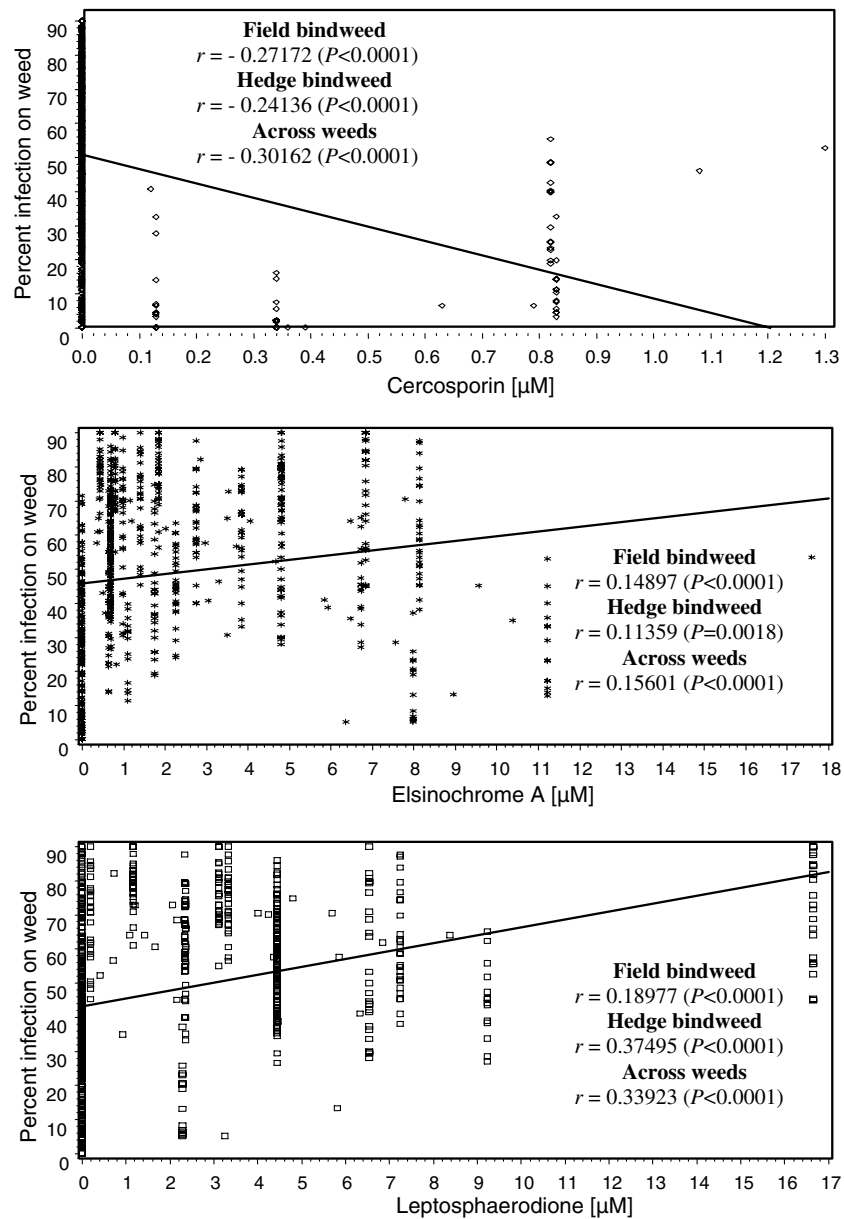 Percent infection on weed
90
80
70
60
50
40
30
20
10
0
Field bindweed
r = - 0.27172 (P<0.0001)
Hedge bindweed
r = - 0.24136 (P<0.0001)
Across weeds
r = - 0.30162 (P<0.0001)
0.0 0.1 0.2 0.3 0.4 0.5 0.6 0.7 0.8 0.9 1.0 1.1 1.2 1.3
Cercosporin [µM]
Percent infection on weed
90
80
70
60
50
40
30
20
10
0
Field bindweed
r = 0.14897 (P<0.0001)
Hedge bindweed
r = 0.11359 (P=0.0018)
Across weeds
r = 0.15601 (P<0.0001)
0 1 2 3 4 5 6 7 8 9 10 11 12 13 14 15 16 17 18
Elsinochrome A [µM]
Percent infection on weed
90
80
70
60
50
40
30
20
10
0
Field bindweed
r = 0.18977 (P<0.0001)
Hedge bindweed
r = 0.37495 (P<0.0001)
Across weeds
r = 0.33923 (P<0.0001)
0 1 2 3 4 5 6 7 8 9 10 11 12 13 14 15 16 17
Leptosphaerodione [µM]